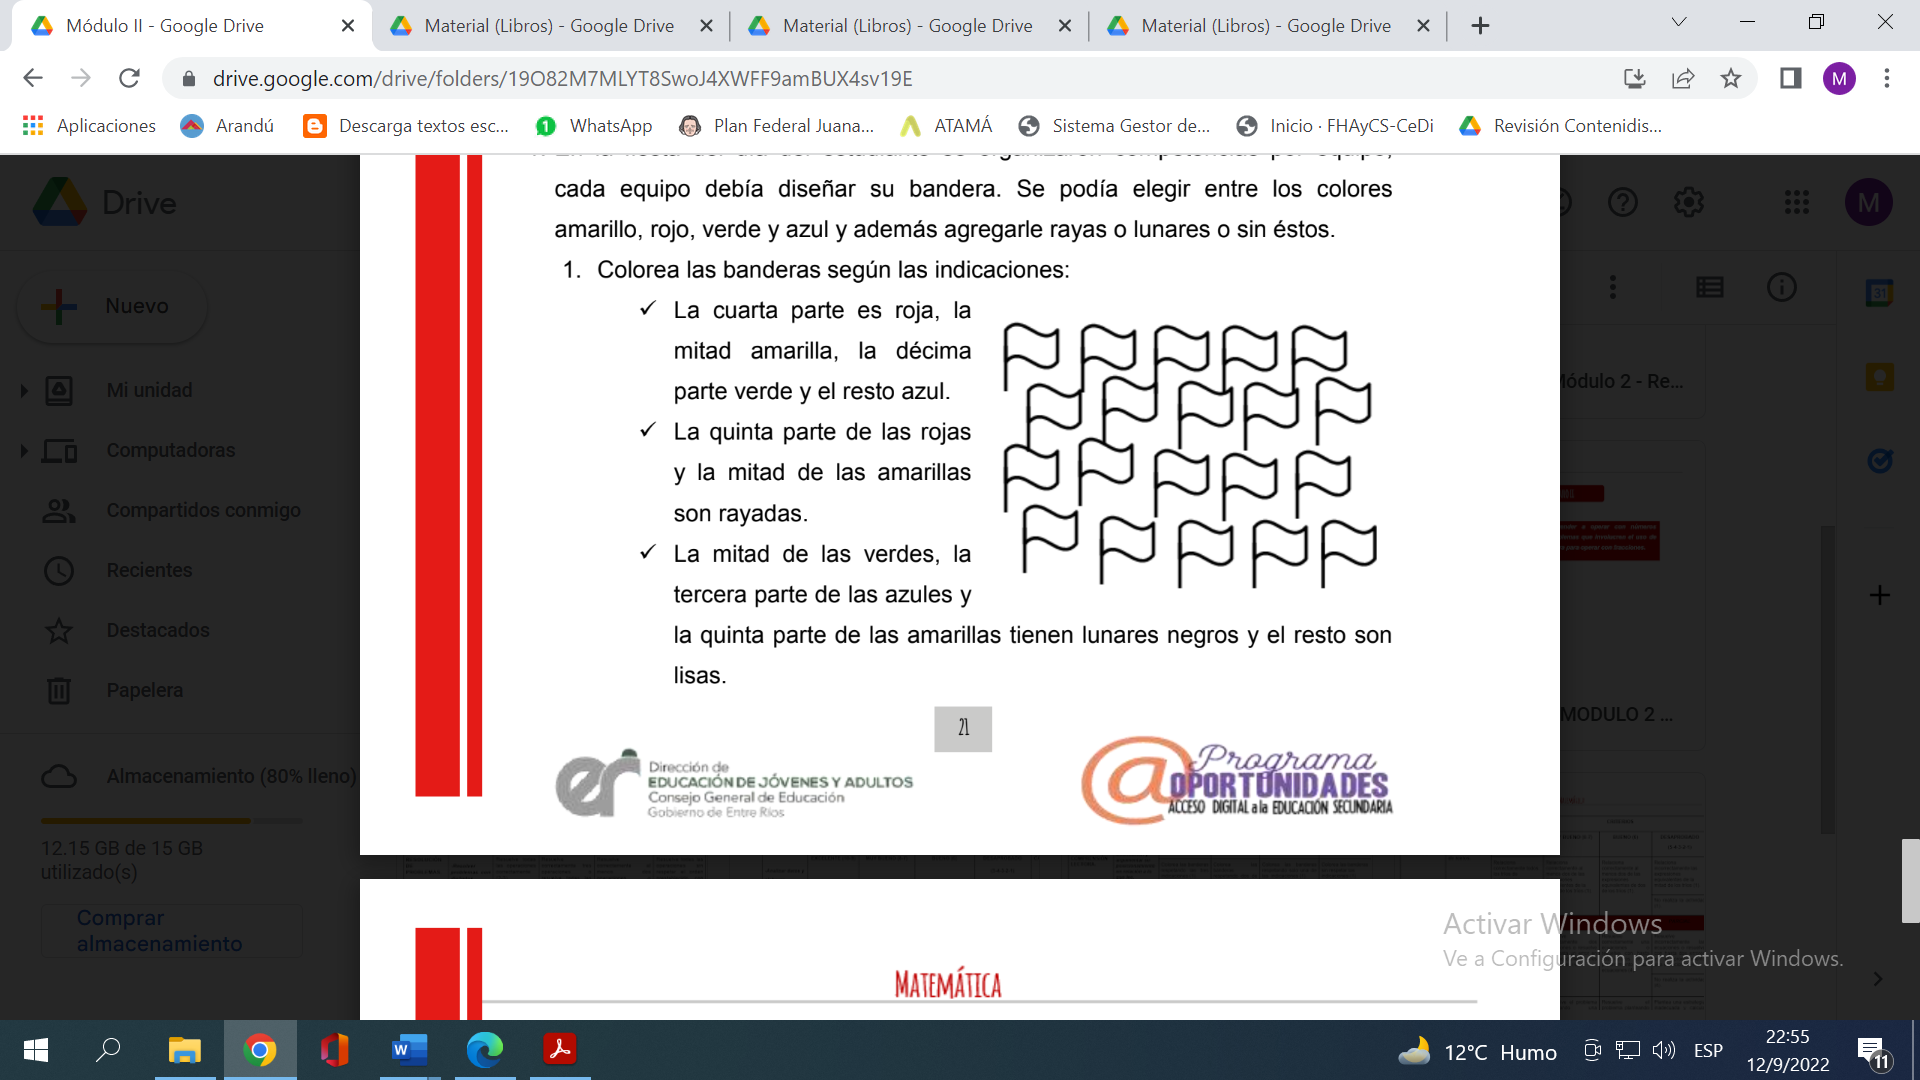 Módulo II - Google Drive
Material (Libros) - Google Drive
Material (Libros) - Google Drive
Material (Libros) - Google Drive
drive.google.com/drive/folders/19O82M7MLYT8SwoJ4XWFF9amBUX4sv19E
M
Aplicaciones
Arandú
Descarga textos esc...
WhatsApp
Plan Federal Juana...
ATAMÁ
Sistema Gestor de...
Inicio · FHAyCS-CeDi
Revisión Contenidis...
Drive
M
Nuevo
Mi unidad
Computadoras
Compartidos conmigo
Recientes
Destacados
Papelera
Almacenamiento (80% lleno)
12.15 GB de 15 GB
utilizado(s)
Comprar
almacenamiento
cada equipo debía diseñar su bandera. Se podía elegir entre los colores
amarillo, rojo, verde y azul y además agregarle rayas o lunares o sin éstos.
1. Colorea las banderas según las indicaciones:
✓ La cuarta parte es roja, la
mitad amarilla, la décima
parte verde y el resto azul.
✓ La quinta parte de las rojas
y la mitad de las amarillas
son rayadas.
✓ La mitad de las verdes, la
tercera parte de las azules y
la quinta parte de las amarillas tienen lunares negros y el resto son
lisas.
21
er
Dirección de
EDUCACIÓN DE JÓVENES Y ADULTOS
Consejo General de Educación
Gobierno de Entre Ríos
@ Programa
OPORTUNIDADES
ACCESO DIGITAL a la EDUCACIÓN SECUNDARIA
MATEMÁTICA
31
Módulo 2 - Re...
MODULO 2 ...
Activar Windows
Ve a Configuración para activar Windows.
12°C Humo
ESP
22:55
12/9/2022
11